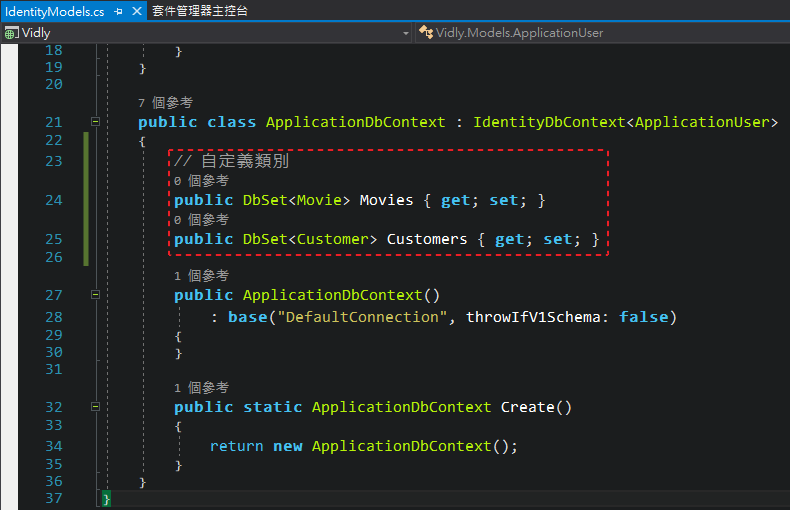 IdentityModels.cs 套件管理器主控台
Vidly Vidly.Models.ApplicationUser
18 }
19 }
20
7 個參考
21 public class ApplicationDbContext : IdentityDbContext<ApplicationUser>
22 {
23 // 自定義類別
0 個參考
24 public DbSet<Movie> Movies { get; set; }
0 個參考
25 public DbSet<Customer> Customers { get; set; }
26
1 個參考
27 public ApplicationDbContext()
28 : base("DefaultConnection", throwIfV1Schema: false)
29 {
30 }
31
1 個參考
32 public static ApplicationDbContext Create()
33 {
34 return new ApplicationDbContext();
35 }
36 }
37 }